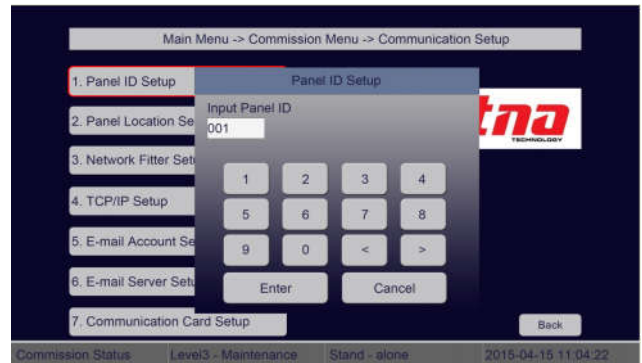 Main Menu -> Commission Menu -> Communication Setup
1. Panel ID Setup
Panel ID Setup
2. Panel Location Se
Input Panel ID
001
tna
TECHNOLOGY
3. Network Fitter Setu
1 2 3 4
4. TCP/IP Setup
5 6 7 8
5. E-mail Account Se
9 0 < >
6. E-mail Server Setu
Enter Cancel
7. Communication Card Setup
Back
Commission Status Level3 - Maintenance Stand - alone 2015-04-15 11:04:22